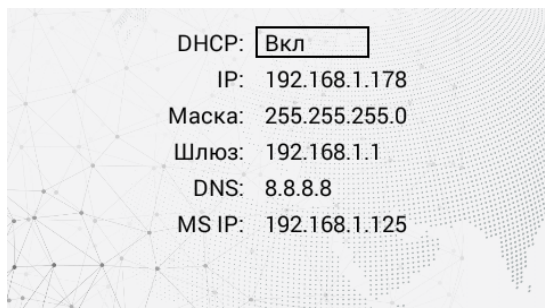 DHCP: Вкл
IP: 192.168.1.178
Маска: 255.255.255.0
Шлюз: 192.168.1.1
DNS: 8.8.8.8
MS IP: 192.168.1.125